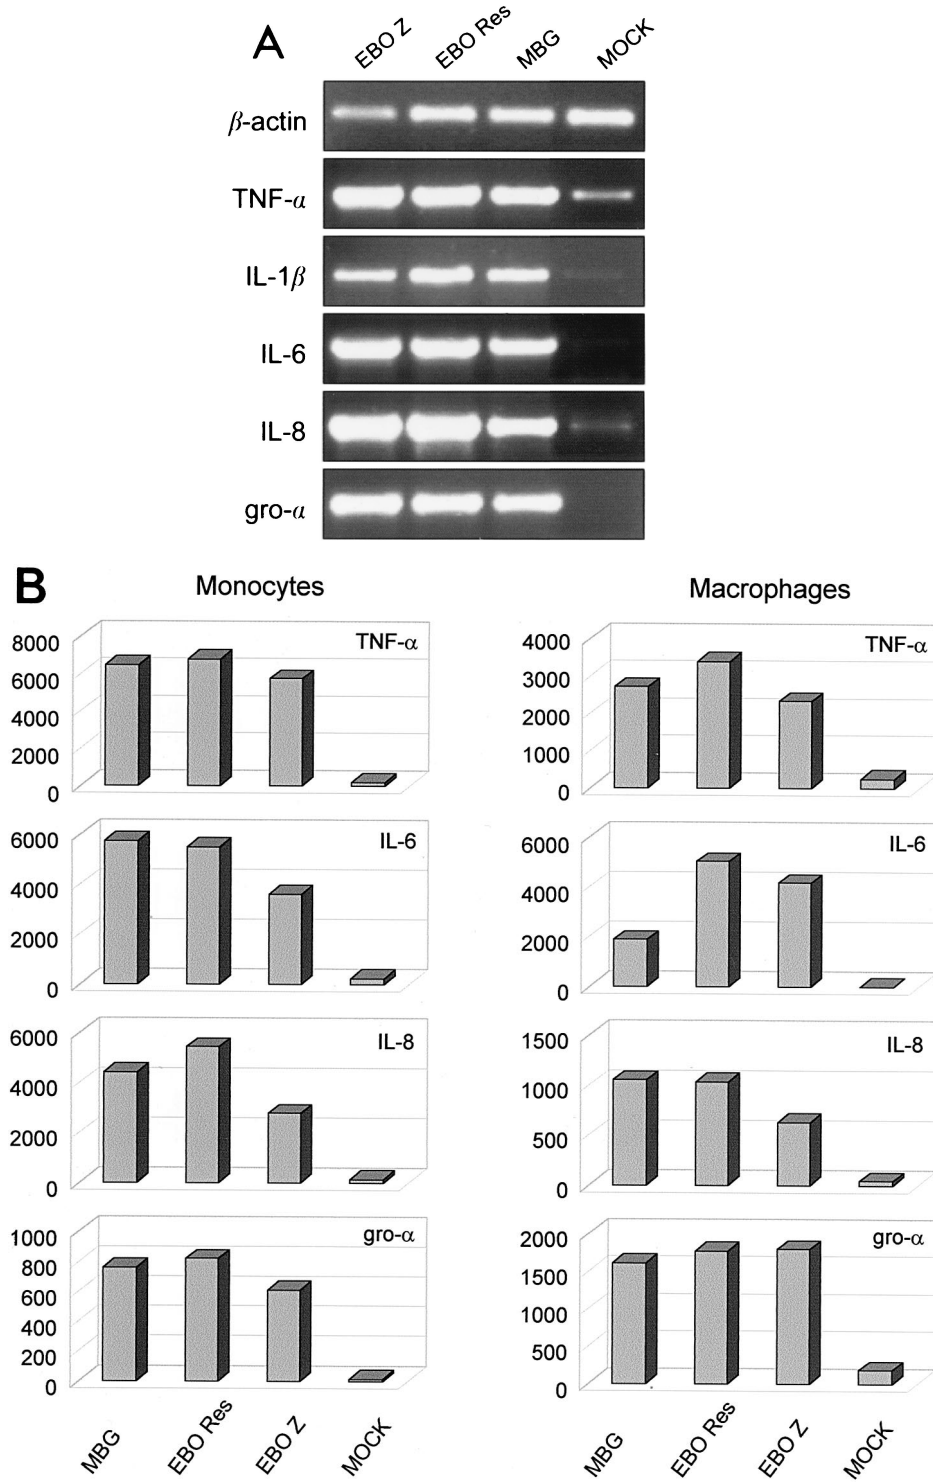 A
EBO Z EBO Res MBG MOCK
β-actin
TNF-α
IL-1β
IL-6
IL-8
gro-α
B
Monocytes Macrophages
TNF-α
8000
6000
4000
2000
0
TNF-α
4000
3000
2000
1000
0
IL-6
6000
4000
2000
0
IL-6
6000
4000
2000
0
IL-8
6000
4000
2000
0
IL-8
1500
1000
500
0
gro-α
1000
800
600
400
200
0
gro-α
2000
1500
1000
500
0
MBG EBO Res EBO Z MOCK
MBG EBO Res EBO Z MOCK